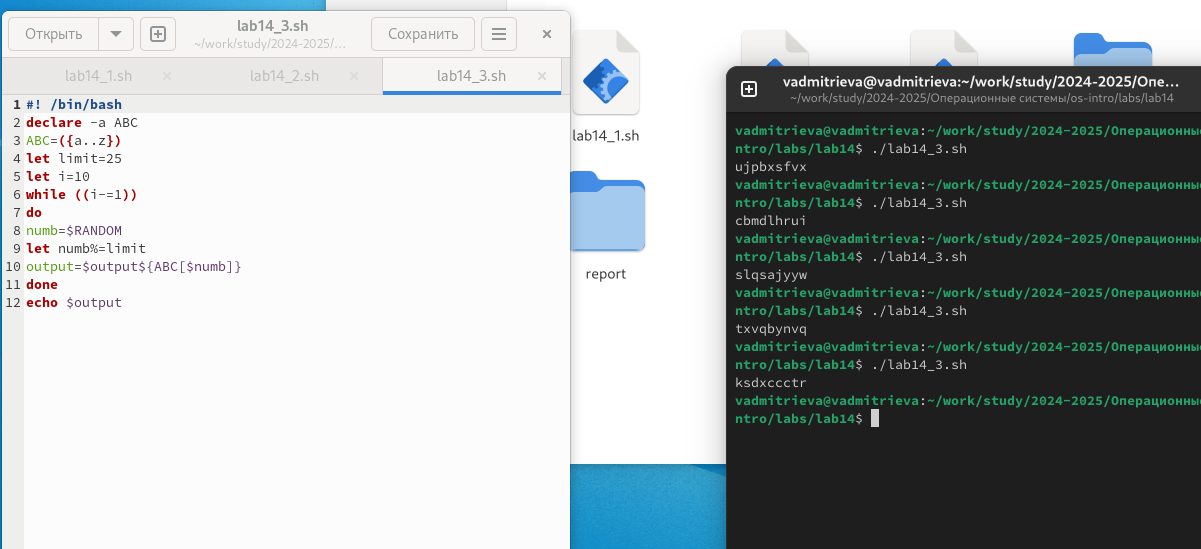 Открыть
lab14_3.sh
~/work/study/2024-2025/...
Сохранить
lab14_1.sh
lab14_2.sh
lab14_3.sh
1 #! /bin/bash
2 declare -a ABC
3 ABC=({a..z})
4 let limit=25
5 let i=10
6 while ((i-=1))
7 do
8 numb=$RANDOM
9 let numb%=limit
10 output=$output${ABC[$numb]}
11 done
12 echo $output
lab14_1.sh
report
vadmitrieva@vadmitrieva:~/work/study/2024-2025/Опе...
~/work/study/2024-2025/Операционные системы/os-intro/labs/lab14
vadmitrieva@vadmitrieva:~/work/study/2024-2025/Операционные
ntro/labs/lab14$ ./lab14_3.sh
ujpbxsfvx
vadmitrieva@vadmitrieva:~/work/study/2024-2025/Операционные
ntro/labs/lab14$ ./lab14_3.sh
cbmdlhrui
vadmitrieva@vadmitrieva:~/work/study/2024-2025/Операционные
ntro/labs/lab14$ ./lab14_3.sh
slqsajyyw
vadmitrieva@vadmitrieva:~/work/study/2024-2025/Операционные
ntro/labs/lab14$ ./lab14_3.sh
txvqbynvq
vadmitrieva@vadmitrieva:~/work/study/2024-2025/Операционные
ntro/labs/lab14$ ./lab14_3.sh
ksdxccctr
vadmitrieva@vadmitrieva:~/work/study/2024-2025/Операционные
ntro/labs/lab14$